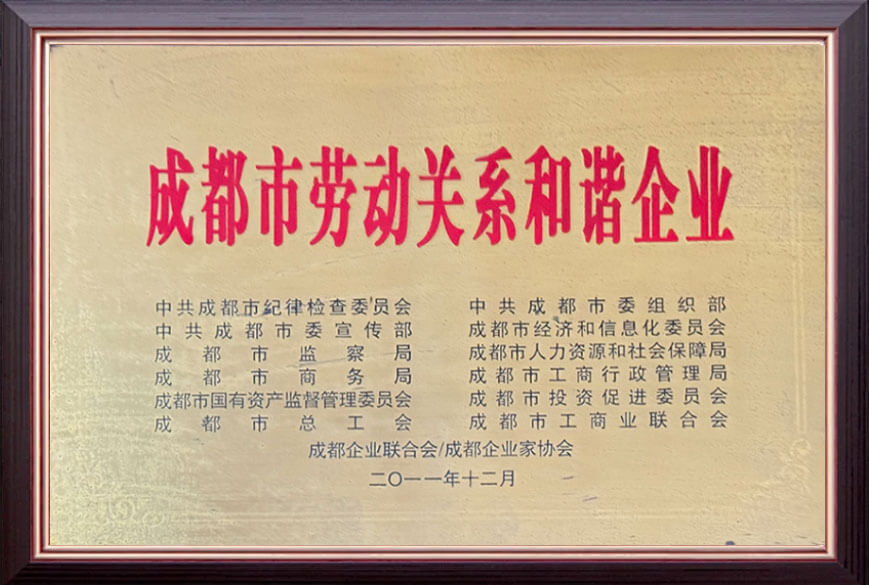 成都市劳动关系和谐企业
中共成都市纪律检查委员会 中共成都市委组织部
中共成都市委宣传部 成都市经济和信息化委员会
成都市监察局 成都市人力资源和社会保障局
成都市商务局 成都市工商行政管理局
成都市国有资产监督管理委员会 成都市投资促进委员会
成都市总工会 成都市工商业联合会
成都企业联合会/成都企业家协会
二〇一一年十二月